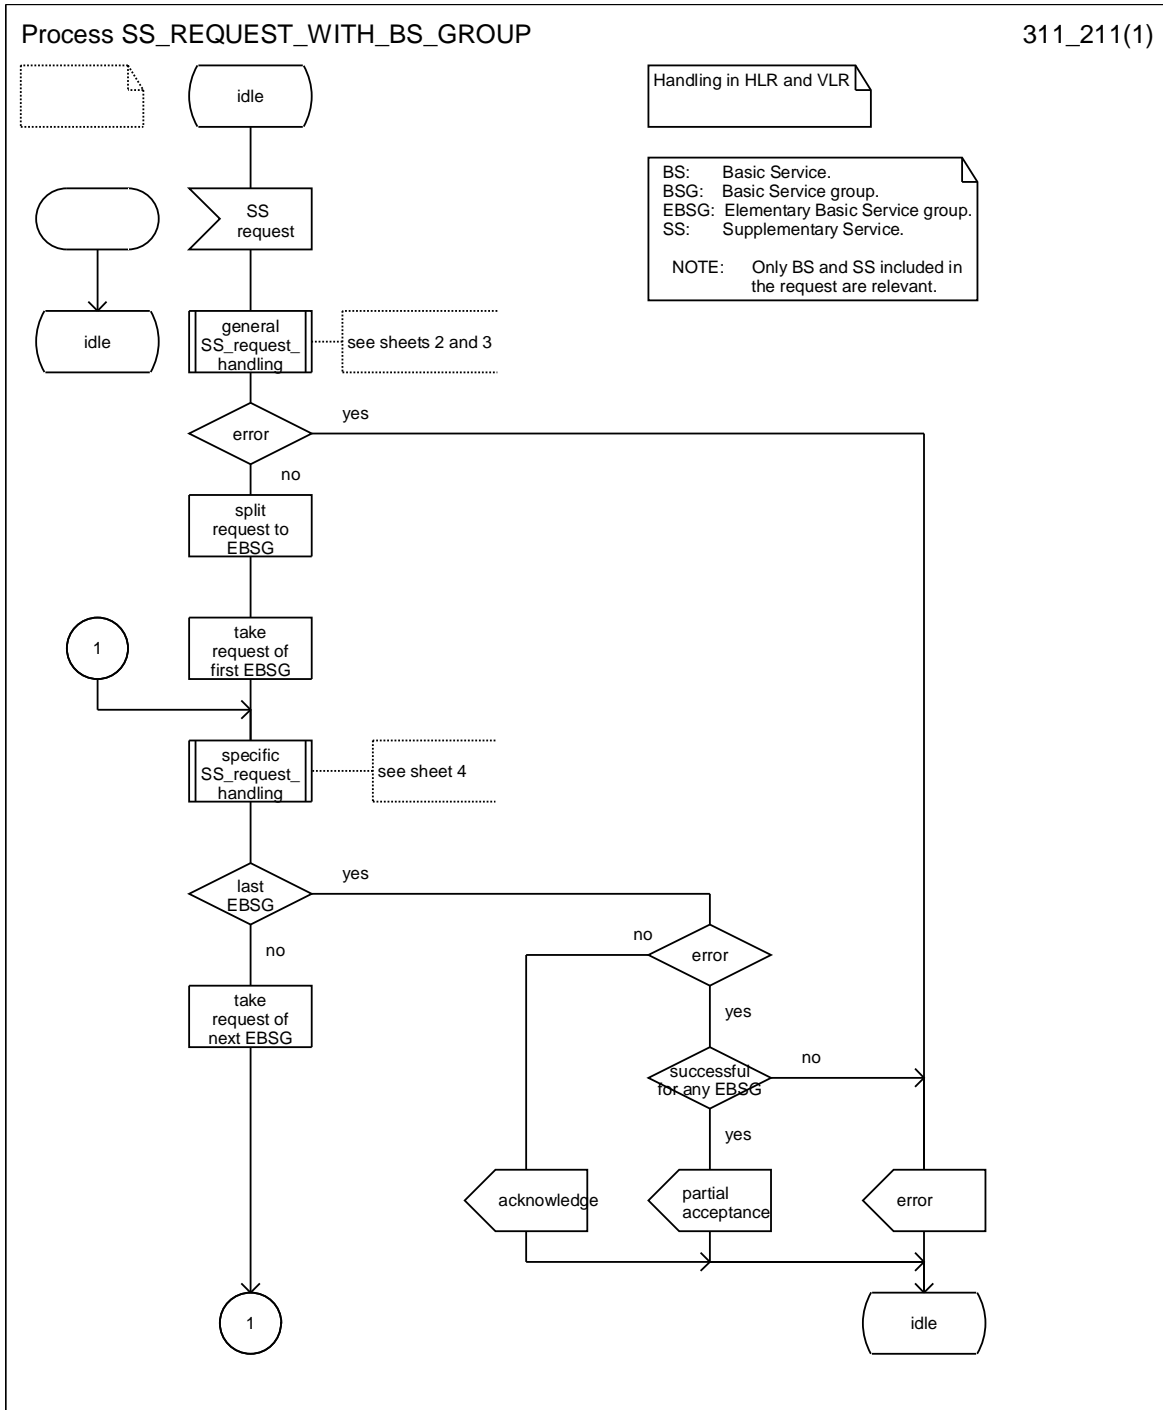 Process SS_REQUEST_WITH_BS_GROUP
311_211(1)
idle
Handling in HLR and VLR
BS: Basic Service.
BSG: Basic Service group.
EBSG: Elementary Basic Service group.
SS: Supplementary Service.
NOTE: Only BS and SS included in
the request are relevant.
SS
request
idle
general
SS_request_
handling
see sheets 2 and 3
error
yes
no
split
request to
EBSG
1
take
request of
first EBSG
specific
SS_request_
handling
see sheet 4
last
EBSG
yes
no
no
error
yes
take
request of
next EBSG
successful
for any EBSG
no
yes
acknowledge
partial
acceptance
error
1
idle